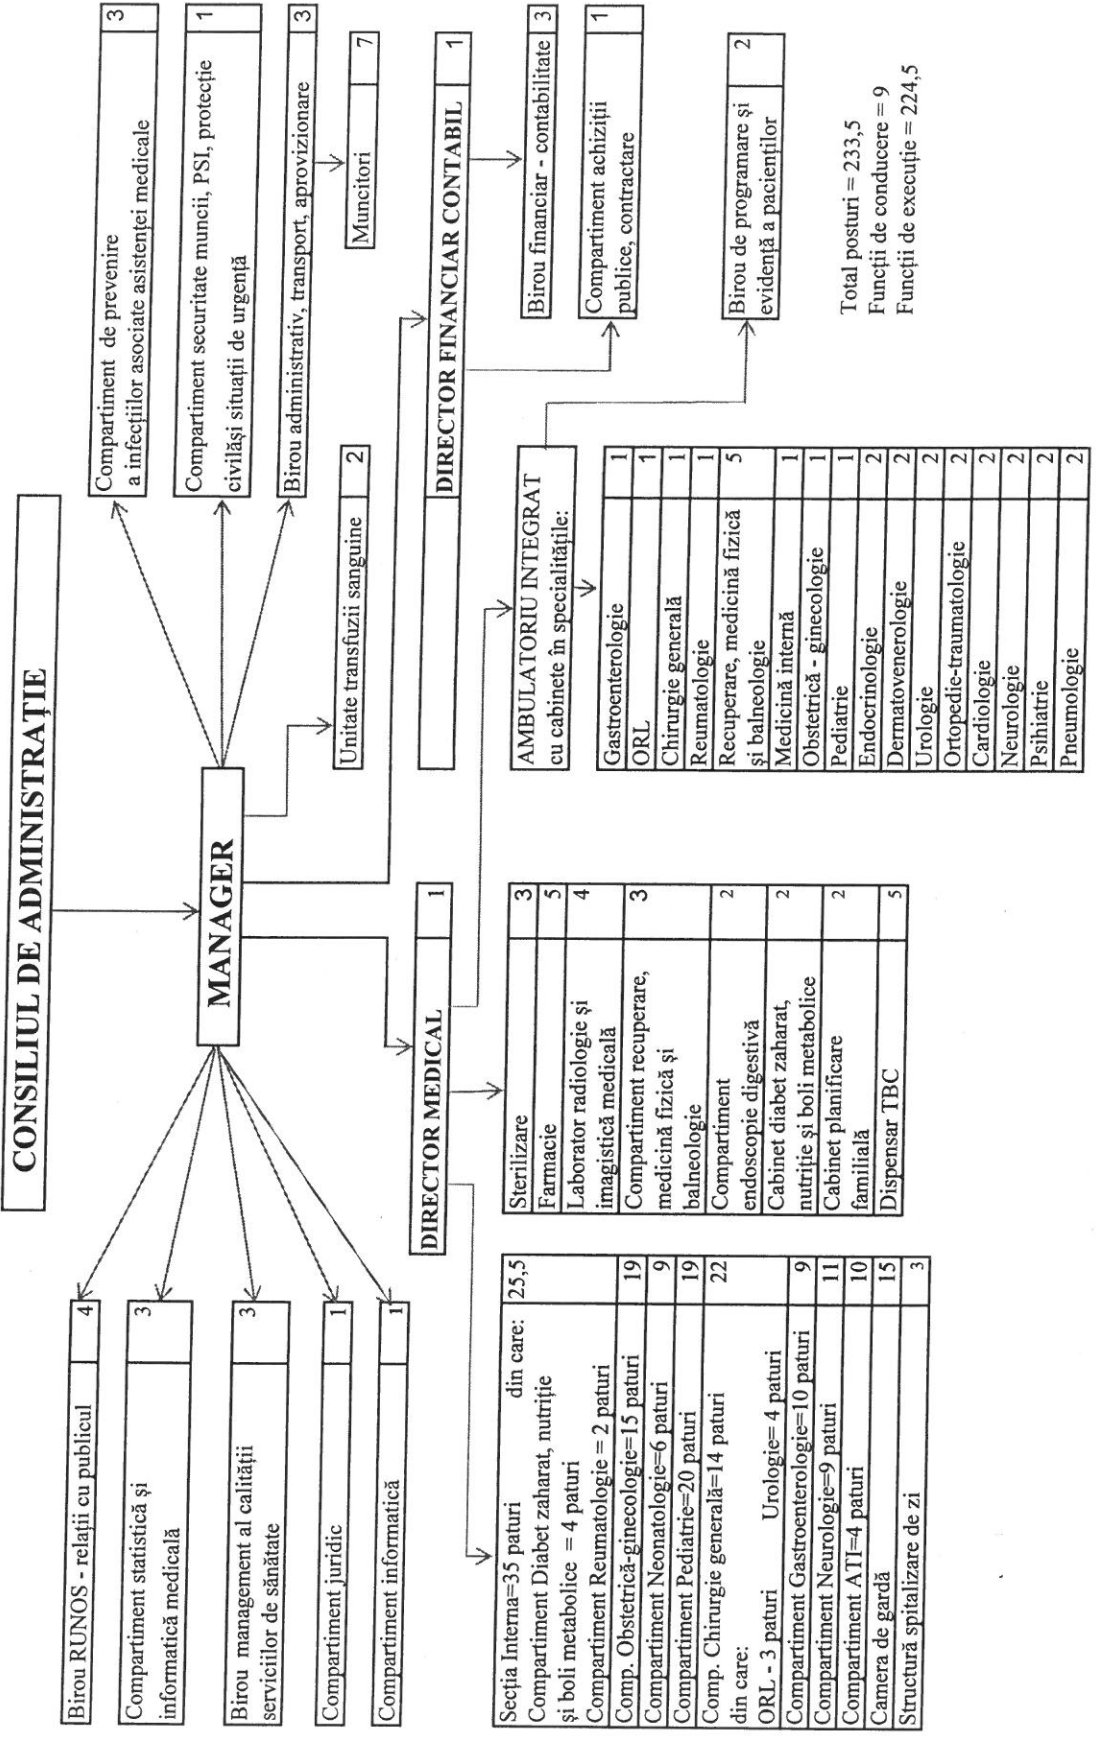 CONSILIUL DE ADMINISTRAȚIE
MANAGER
Birou RUNOS - relații cu publicul 4
Compartiment statistică și 3
informatică medicală
Birou management al calității 3
serviciilor de sănătate
Compartiment juridic 1
Compartiment informatică 1
Compartiment de prevenire 3
a infecțiilor asociate asistenței medicale
Compartiment securitate muncii, PSI, protecție 1
civilăși situații de urgență
Birou administrativ, transport, aprovizionare 3
Muncitori 7
Unitate transfuzii sanguine 2
DIRECTOR MEDICAL 1
DIRECTOR FINANCIAR CONTABIL 1
Secția Interna=35 paturi din care: 25,5
Compartiment Diabet zaharat, nutriție
și boli metabolice = 4 paturi
Compartiment Reumatologie = 2 paturi
Comp. Obstetrică-ginecologie=15 paturi 19
Compartiment Neonatologie=6 paturi 9
Compartiment Pediatrie=20 paturi 19
Comp. Chirurgie generală=14 paturi 22
din care:
ORL - 3 paturi Urologie= 4 paturi
Compartiment Gastroenterologie=10 paturi 9
Compartiment Neurologie=9 paturi 11
Compartiment ATI=4 paturi 10
Camera de gardă 15
Structură spitalizare de zi 3
Sterilizare 3
Farmacie 5
Laborator radiologie și 4
imagistică medicală
Compartiment recuperare, 3
medicină fizică și
balneologie
Compartiment 2
endoscopie digestivă
Cabinet diabet zaharat, 2
nutriție și boli metabolice
Cabinet planificare 2
familială
Dispensar TBC 5
AMBULATORIU INTEGRAT
cu cabinete în specialitățile:
Gastroenterologie 1
ORL 1
Chirurgie generală 1
Reumatologie 1
Recuperare, medicină fizică 5
și balneologie
Medicină internă 1
Obstetrică - ginecologie 1
Pediatrie 1
Endocrinologie 2
Dermatovenerologie 2
Urologie 2
Ortopedie-traumatologie 2
Cardiologie 2
Neurologie 2
Psihiatrie 2
Pneumologie 2
Birou financiar - contabilitate 3
Compartiment achiziții 1
publice, contractare
Birou de programare și 2
evidență a pacienților
Total posturi = 233,5
Funcții de conducere = 9
Funcții de execuție = 224,5